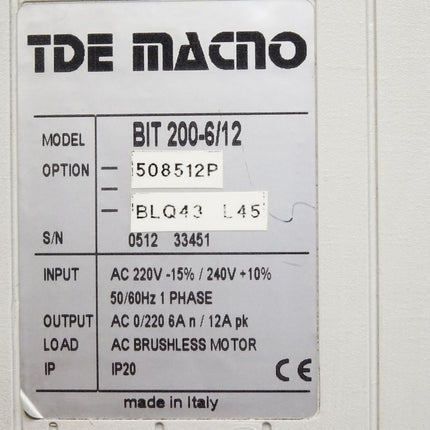 TDE MACNO
MODEL BIT 200-6/12
OPTION – 508512P
–
– BLQ43 L45
S/N 0512 33451
INPUT AC 220V -15% / 240V +10%
50/60Hz 1 PHASE
OUTPUT AC 0/220 6A n / 12A pk
LOAD AC BRUSHLESS MOTOR
IP IP20 CE
made in Italy